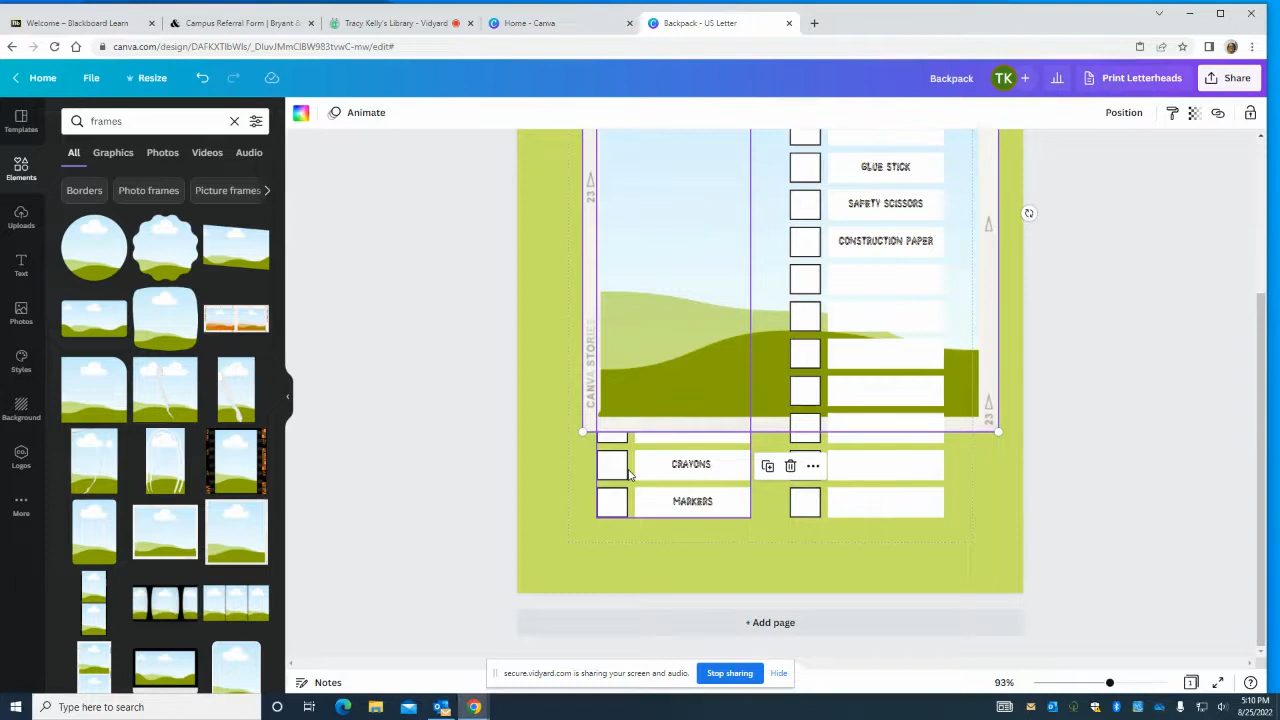 Welcome – Blackboard Learn
Campus Referral Form | Bryant &
Tracy Kelly's Library - Vidyard
Home - Canva
Backpack - US Letter
canva.com/design/DAFKXTlbWls/_DluvJMmClBW983tvwC-mw/edit#
Home
File
Resize
Backpack
TK
Print Letterheads
Share
Templates
frames
Animate
Position
All
Graphics
Photos
Videos
Audio
Elements
Borders
Photo frames
Picture frames
GLUE STICK
23
SAFETY SCISSORS
Uploads
CONSTRUCTION PAPER
Text
Photos
Styles
CANVA STORIES
23
Background
Logos
CRAYONS
MARKERS
More
+ Add page
secure.vidyard.com is sharing your screen and audio.
Stop sharing
Hide
Notes
93%
1
Type here to search
5:10 PM
8/25/2022